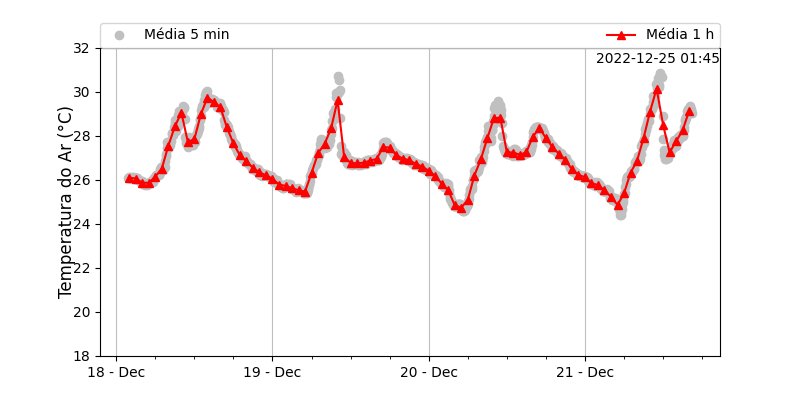 Média 5 min
Média 1 h
2022-12-25 01:45
Temperatura do Ar (°C)
32
30
28
26
24
22
20
18
18 - Dec
19 - Dec
20 - Dec
21 - Dec